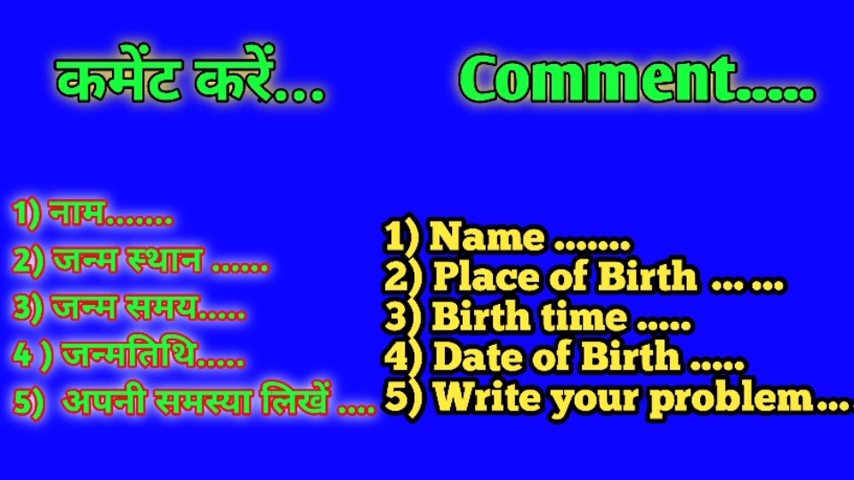 कमेंट करें...
Comment.....
1) नाम.......
2) जन्म स्थान ......
3) जन्म समय.....
4 ) जन्मतिथि.....
5) अपनी समस्या लिखें ....
1) Name .......
2) Place of Birth ... ...
3) Birth time .....
4) Date of Birth .....
5) Write your problem...